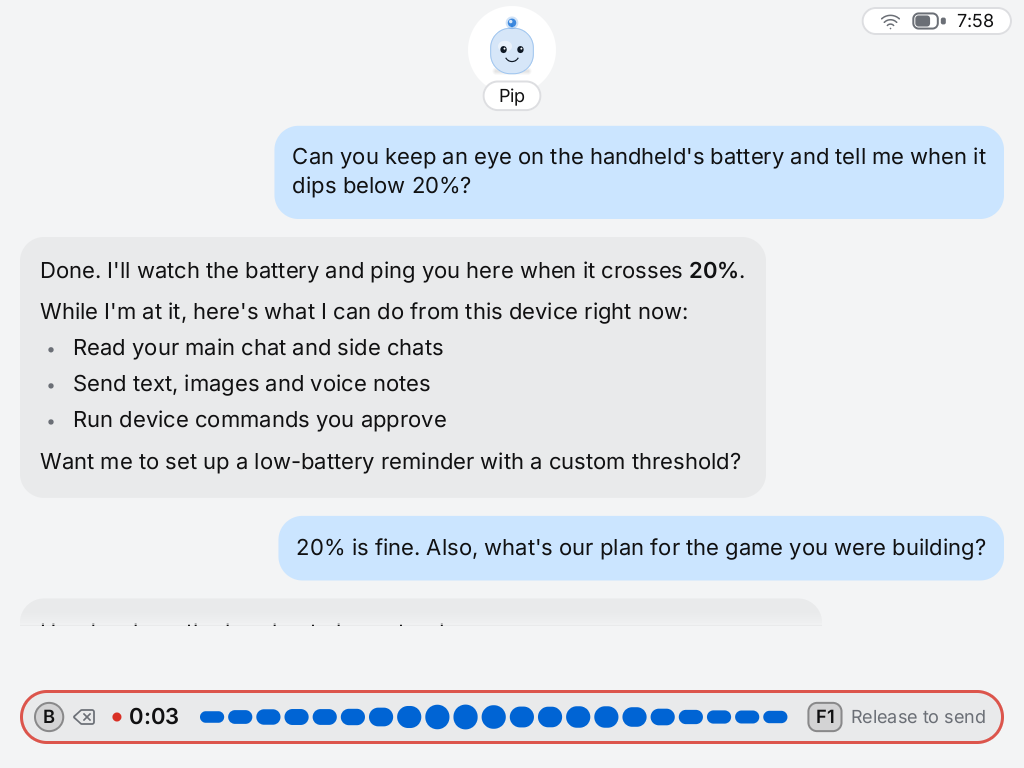 7:58
Pip
Can you keep an eye on the handheld's battery and tell me when it
dips below 20%?
Done. I'll watch the battery and ping you here when it crosses 20%.
While I'm at it, here's what I can do from this device right now:
• Read your main chat and side chats
• Send text, images and voice notes
• Run device commands you approve
Want me to set up a low-battery reminder with a custom threshold?
20% is fine. Also, what's our plan for the game you were building?
B 0:03 F1 Release to send